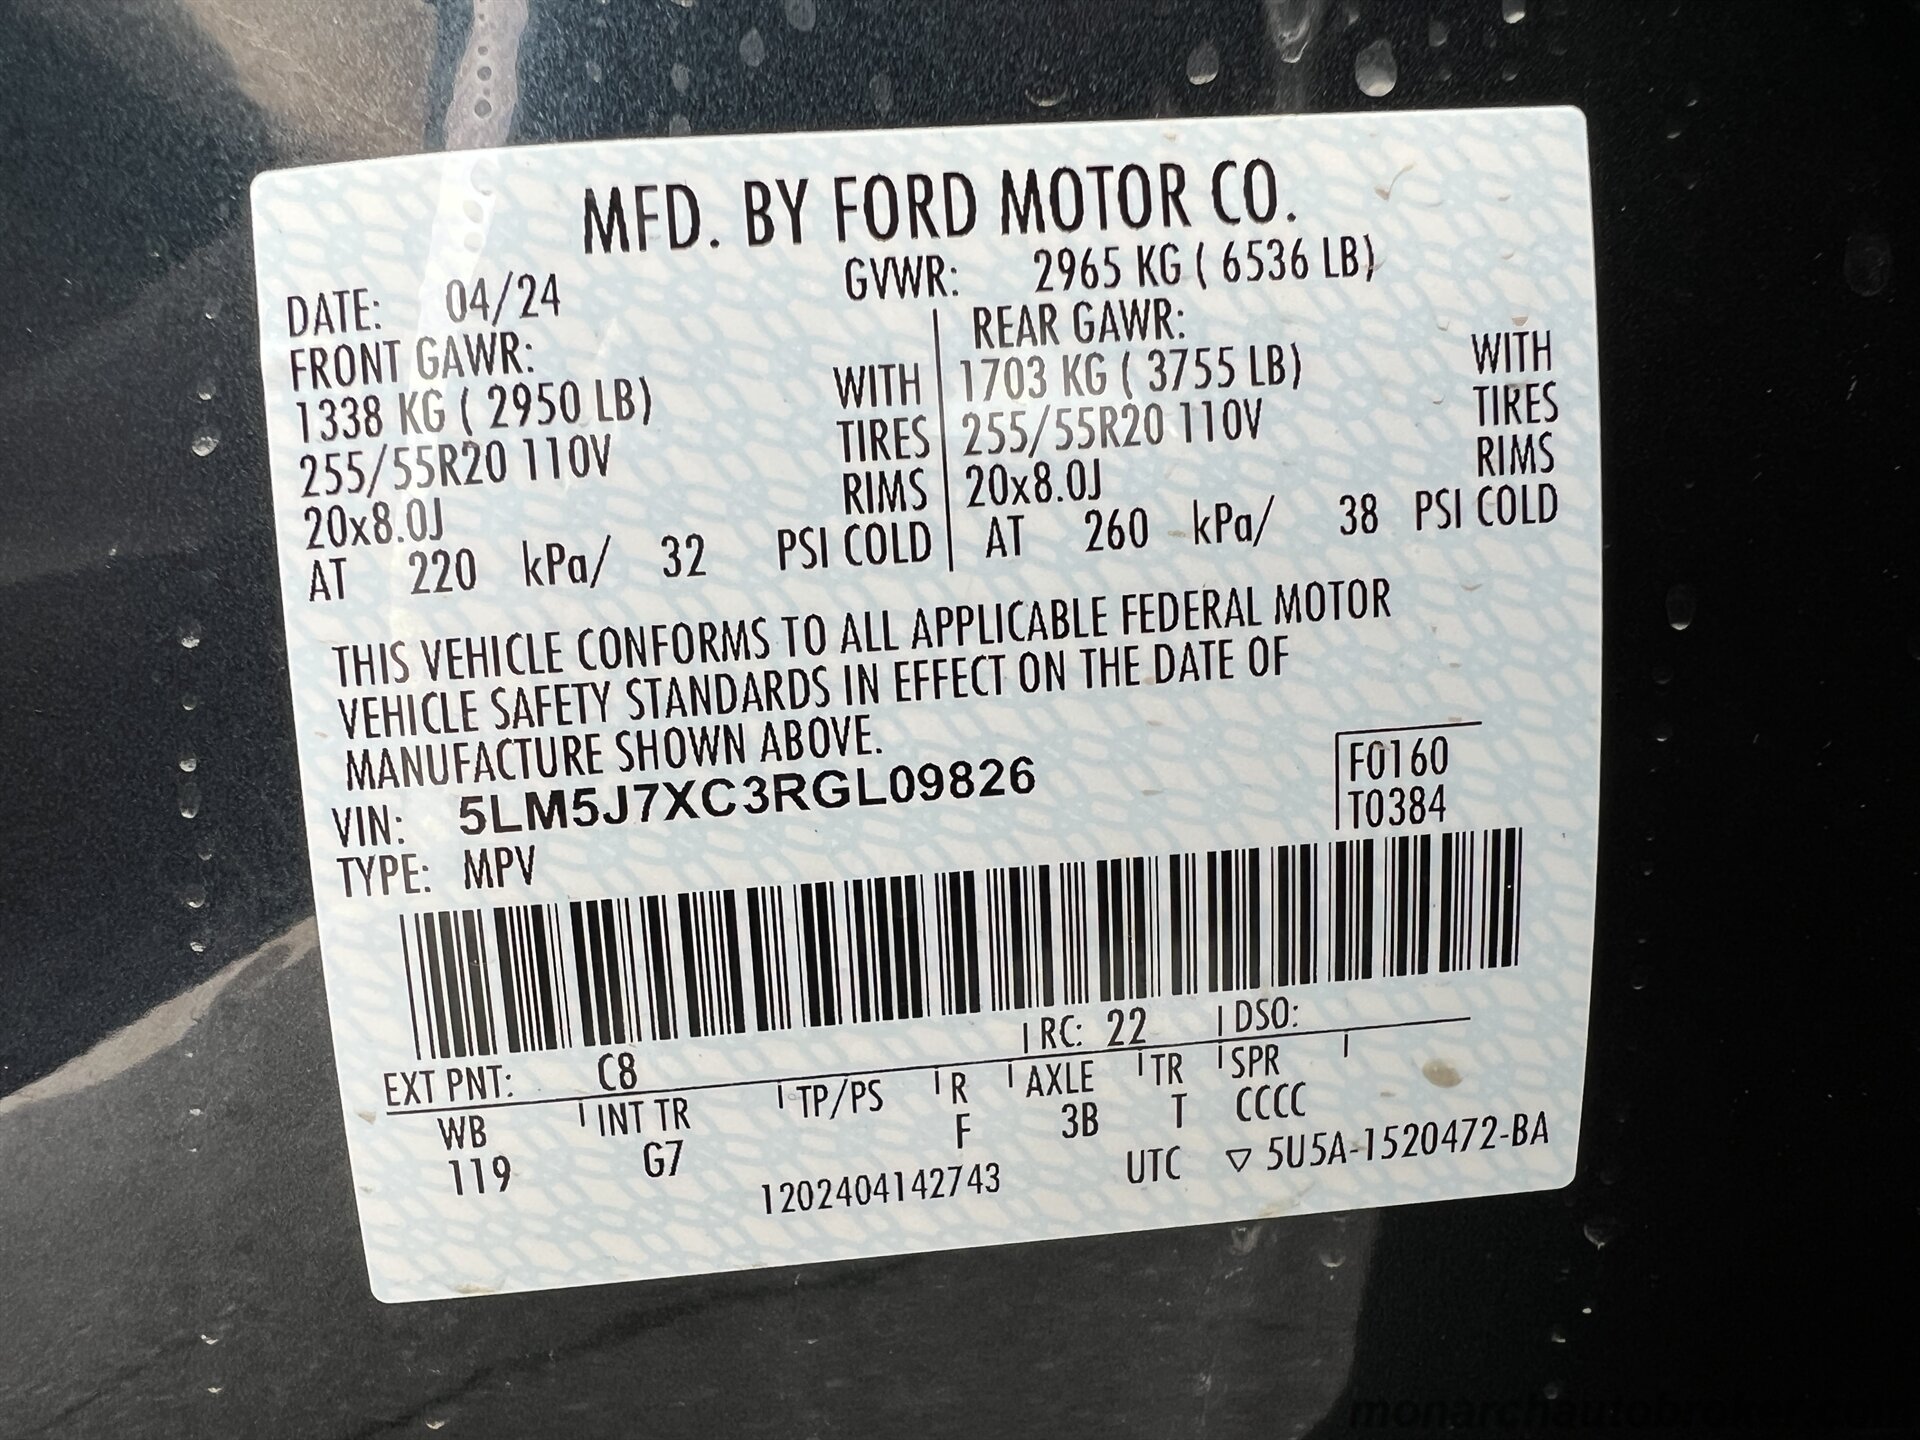 MFD. BY FORD MOTOR CO.
DATE: 04/24 GVWR: 2965 KG ( 6536 LB)
FRONT GAWR: REAR GAWR:
1338 KG ( 2950 LB) WITH 1703 KG ( 3755 LB) WITH
255/55R20 110V TIRES 255/55R20 110V TIRES
20x8.0J RIMS 20x8.0J RIMS
AT 220 kPa/ 32 PSI COLD AT 260 kPa/ 38 PSI COLD
THIS VEHICLE CONFORMS TO ALL APPLICABLE FEDERAL MOTOR
VEHICLE SAFETY STANDARDS IN EFFECT ON THE DATE OF
MANUFACTURE SHOWN ABOVE.
VIN: 5LM5J7XC3RGL09826 F0160
TYPE: MPV T0384
EXT PNT: C8 RC: 22 DSO:
WB INT TR TP/PS R AXLE TR SPR
119 G7 F 3B T CCCC
1202404142743 UTC ▽ 5U5A-1520472-BA